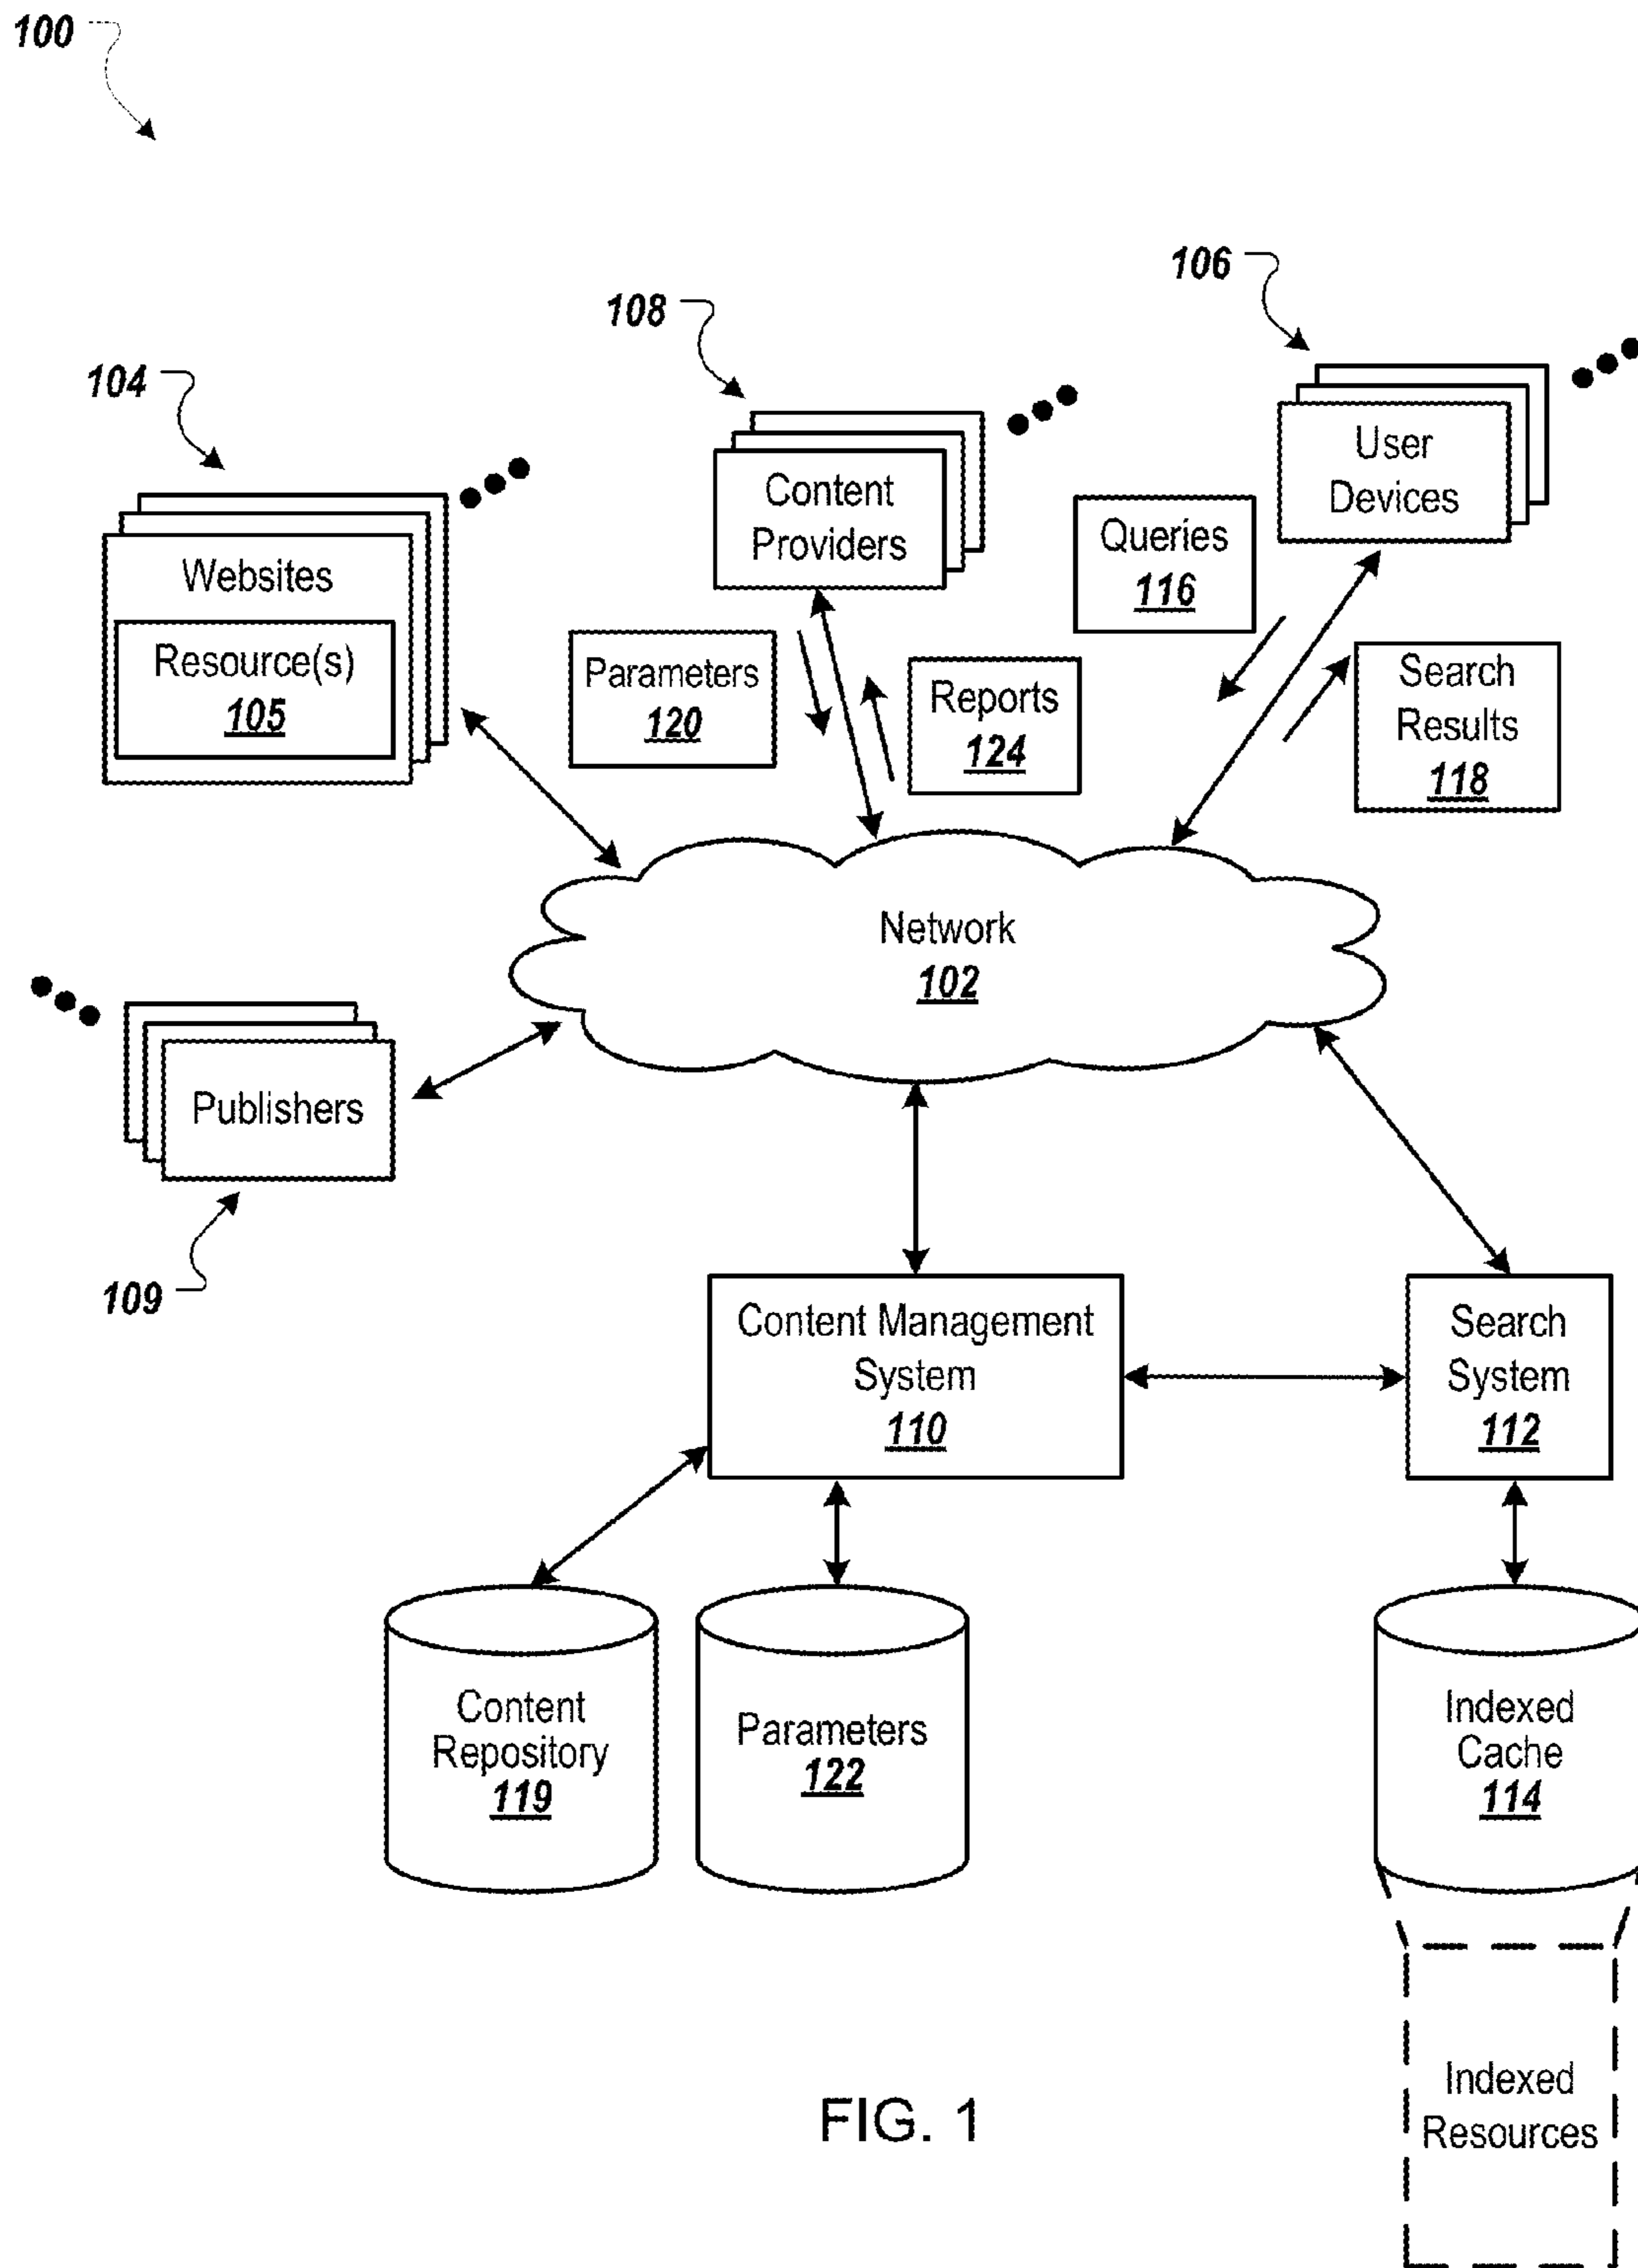 100
106
108
104
User
Devices
Content
Providers
Queries
116
Websites
Resource(s)
105
Parameters
120
Reports
124
Search
Results
118
Network
102
Publishers
109
Content Management
System
110
Search
System
112
Content
Repository
119
Parameters
122
Indexed
Cache
114
Indexed
Resources
FIG. 1